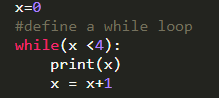 x=0
#define a while loop
while(x <4):
    print(x)
    x = x+1